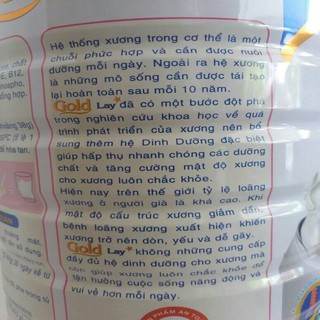 Hệ thống xương trong cơ thể là một
chuỗi phức hợp và cần được nuôi
dưỡng mỗi ngày. Ngoài ra hệ xương
là những mô sống cần được tái tạo
lại hoàn toàn sau mỗi 10 năm.
Gold Lay đã có một bước đột phá
trong nghiên cứu khoa học về quá
trình phát triển của xương nên bổ
sung thêm hệ Dinh Dưỡng đặc biệt
giúp hấp thụ nhanh chóng các dưỡng
chất và tăng cường mật độ xương
cho xương luôn chắc khỏe.
Hiện nay trên thế giới tỷ lệ loãng
xương ở người già là khá cao. Khi
mật độ cấu trúc xương giảm dần,
bệnh loãng xương xuất hiện khiến
xương trở nên dòn, yếu và dễ gãy.
Gold Lay không những cung cấp
đầy đủ hệ dinh dưỡng cho xương mà
còn giúp xương luôn chắc khỏe để
tận hưởng cuộc sống năng động và
vui vẻ hơn mỗi ngày.
chất
E, B12,
PHẨM AN TO